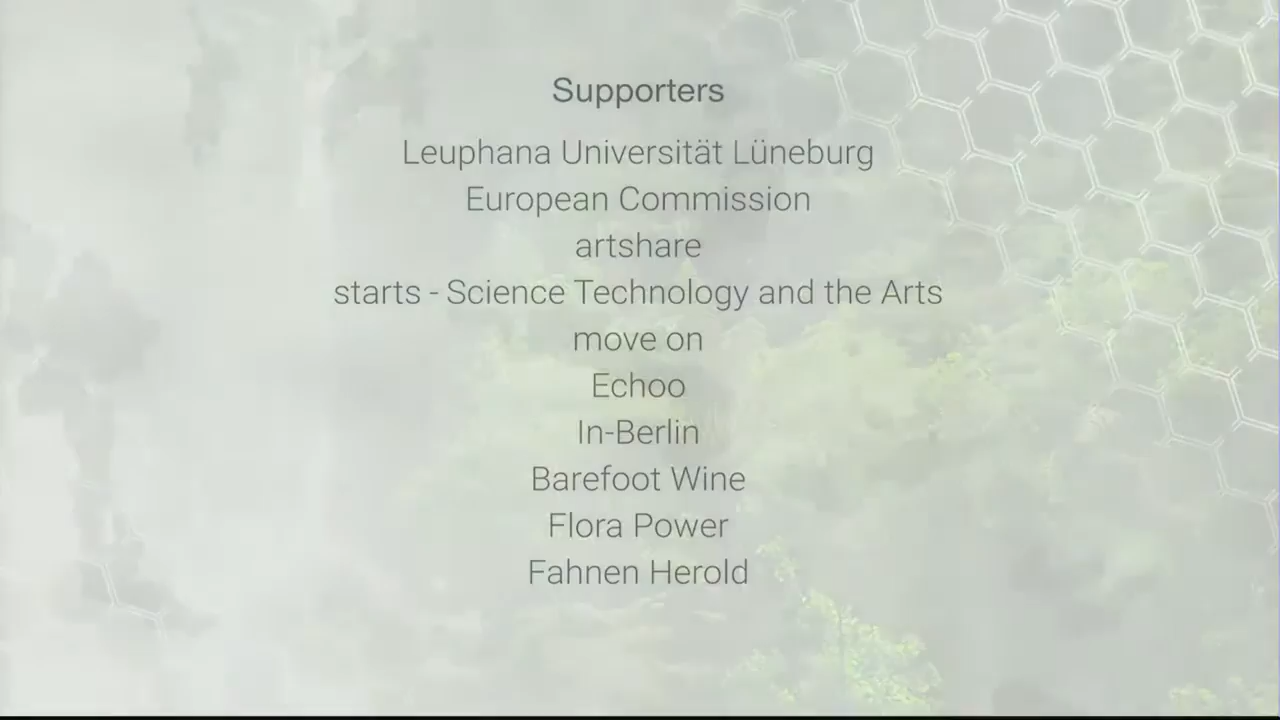 Supporters
Leuphana Universität Lüneburg
European Commission
artshare
starts - Science Technology and the Arts
move on
Echoo
In-Berlin
Barefoot Wine
Flora Power
Fahnen Herold